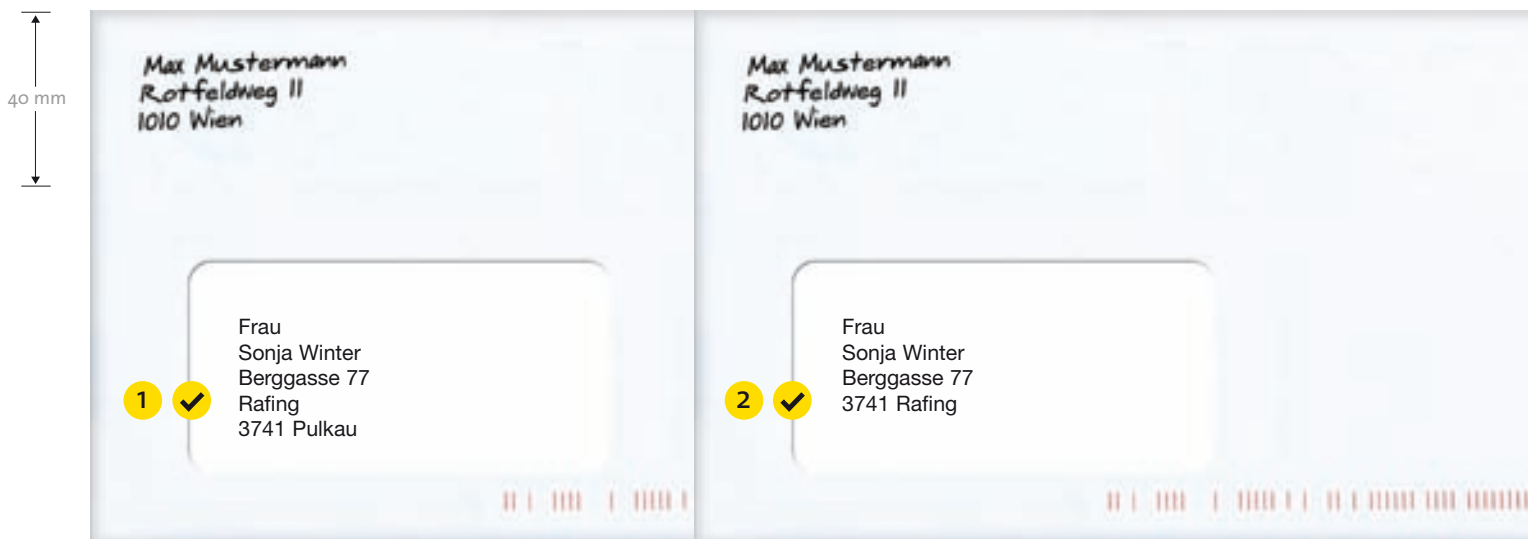 40 mm
Max Mustermann
Rotfeldweg 11
1010 Wien
Frau
Sonja Winter
Berggasse 77
Rafing
3741 Pulkau
1
Max Mustermann
Rotfeldweg 11
1010 Wien
Frau
Sonja Winter
Berggasse 77
3741 Rafing
2